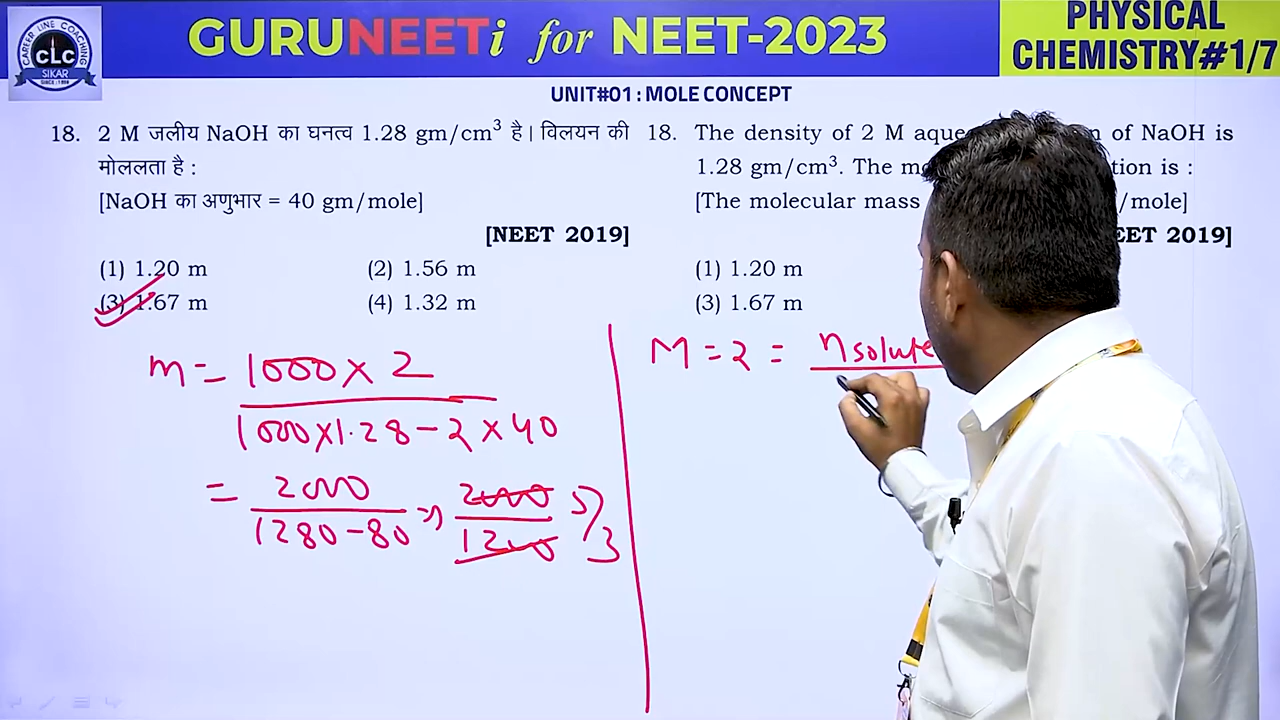 CAREER LINE COACHING
CLC
SIKAR
SINCE : 1996
GURUNEETi for NEET-2023
PHYSICAL
CHEMISTRY#1/7
UNIT#01 : MOLE CONCEPT
18. 2 M जलीय NaOH का घनत्व 1.28 gm/cm³ है। विलयन की
मोललता है :
[NaOH का अणुभार = 40 gm/mole]
[NEET 2019]
(1) 1.20 m (2) 1.56 m
(3) 1.67 m (4) 1.32 m
18. The density of 2 M aque n of NaOH is
1.28 gm/cm³. The m tion is :
[The molecular mass /mole]
EET 2019]
(1) 1.20 m
(3) 1.67 m
m = 1000 × 2
1000×1.28 - 2 × 40
= 2000 2000 5/3
1280-80 1200
M = 2 = nsolute